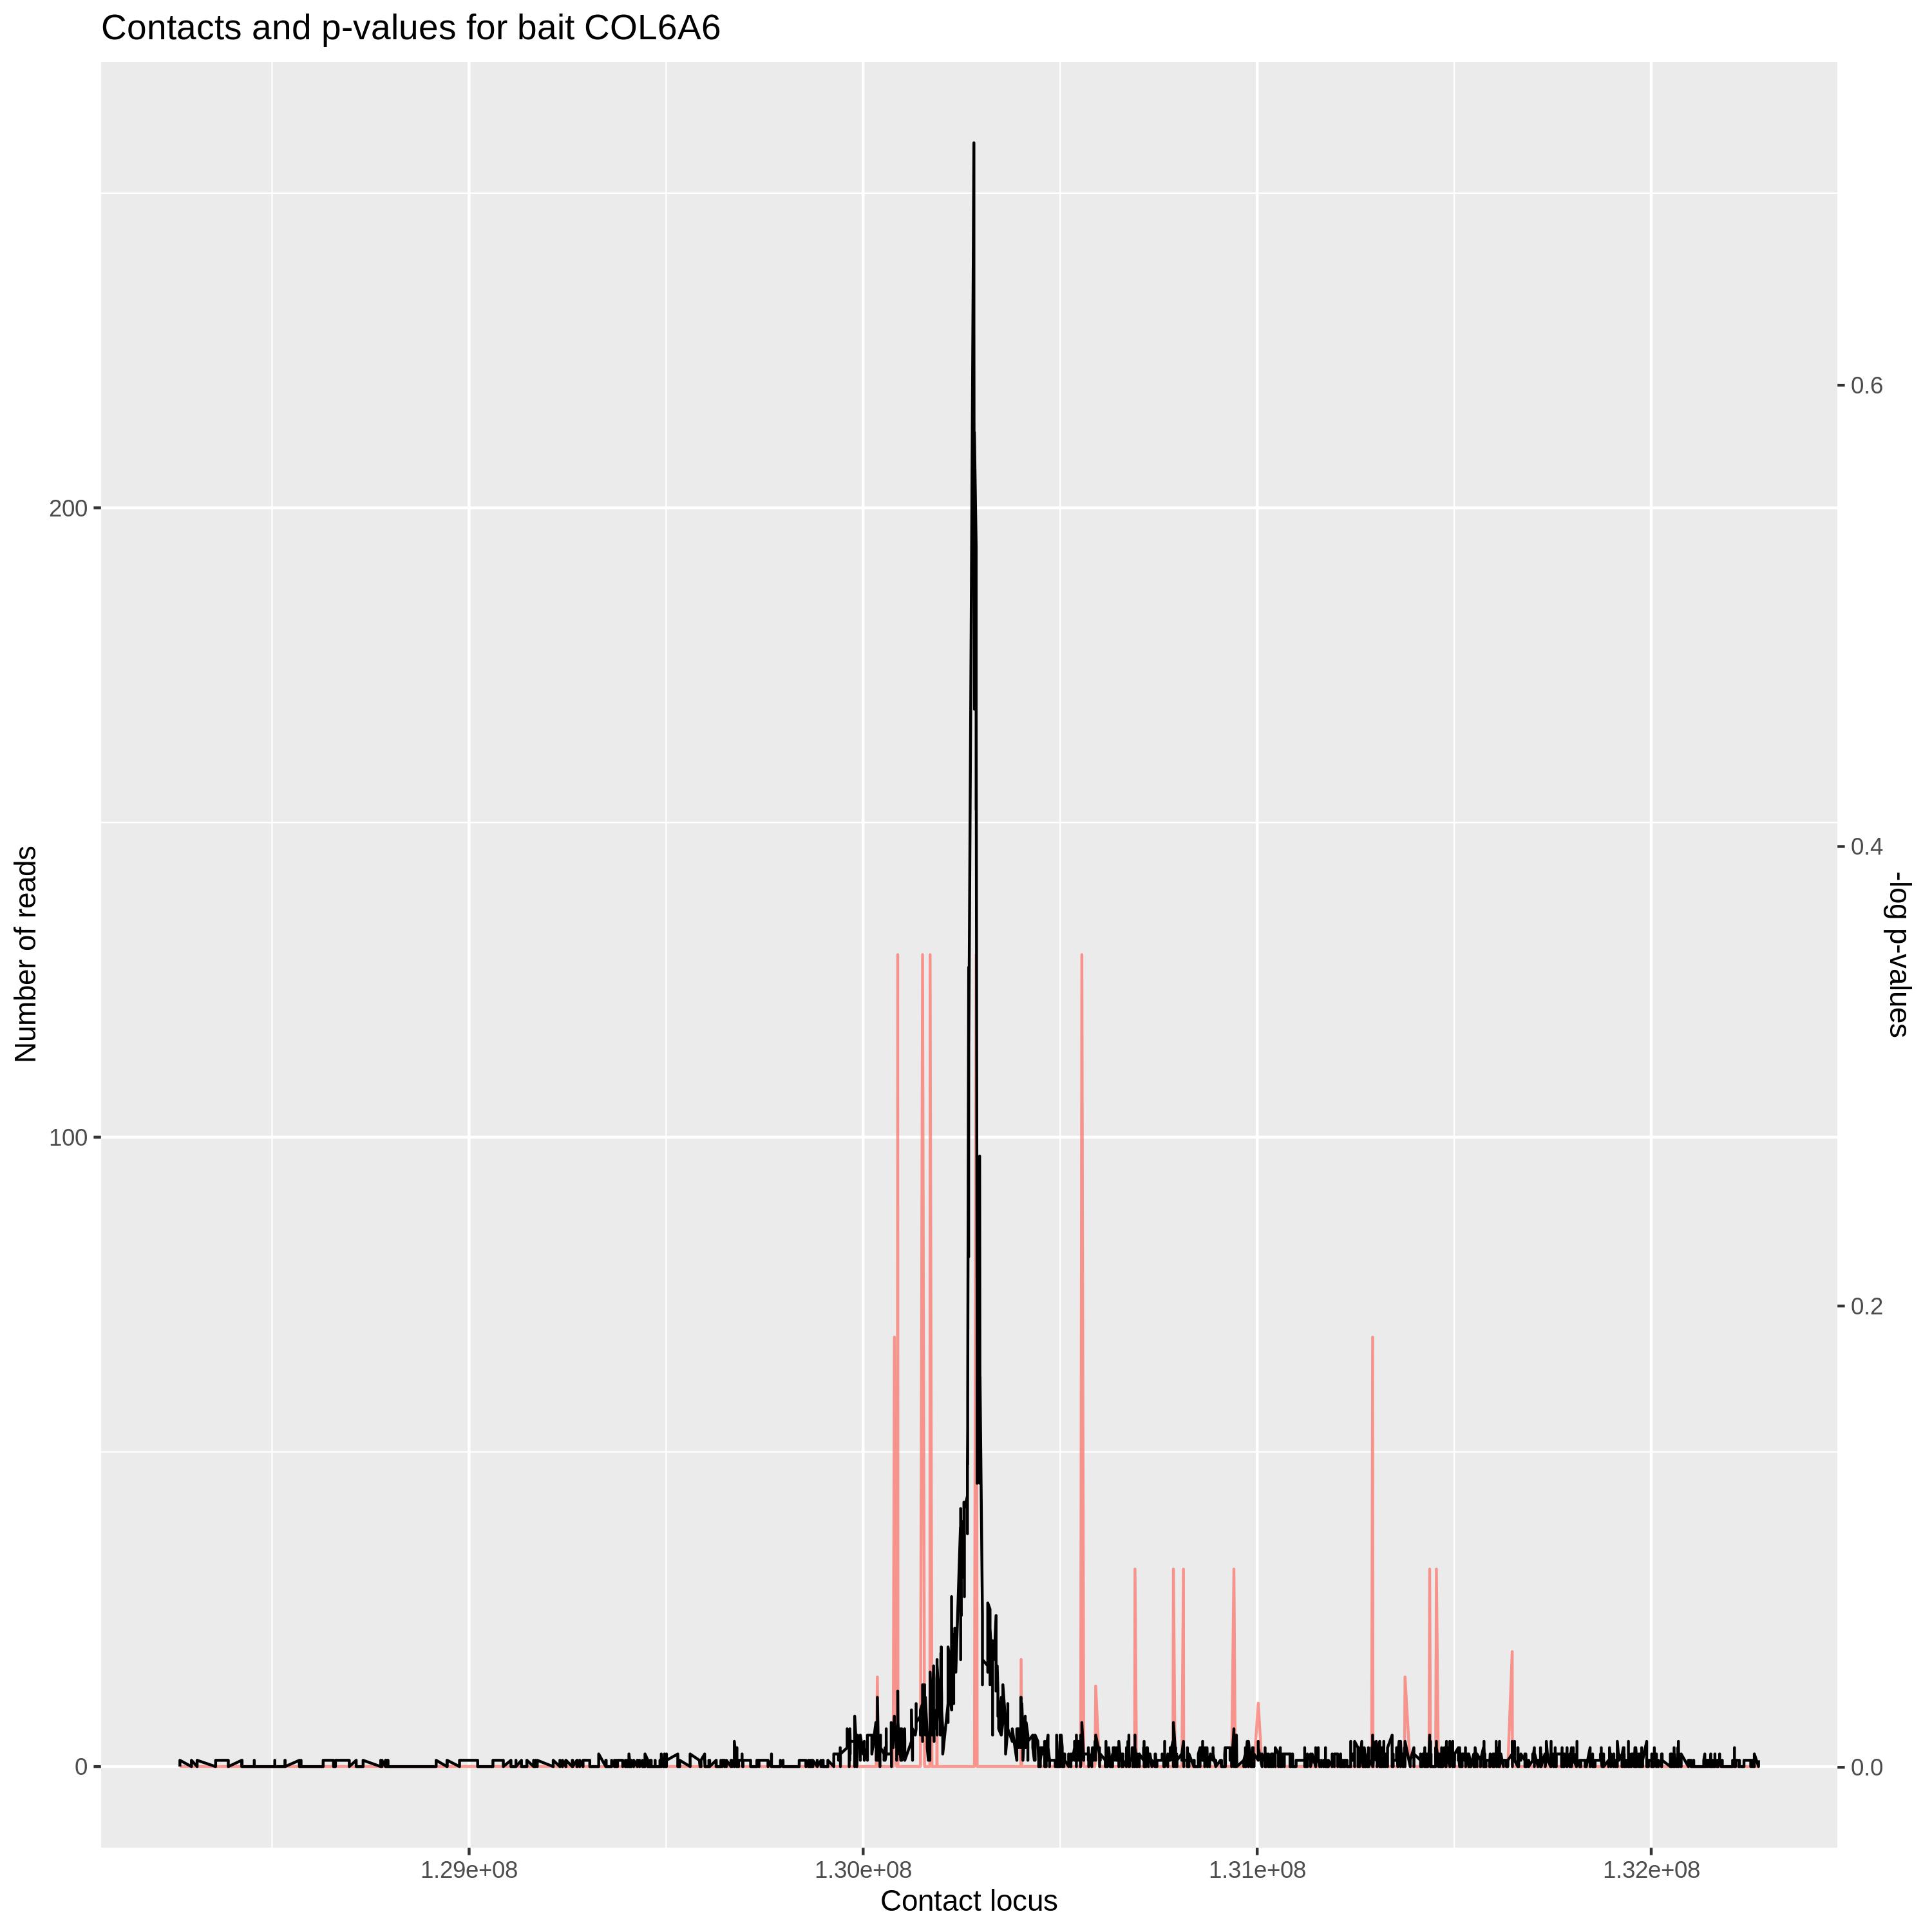 Contacts and p-values for bait COL6A6
Number of reads
200
100
0
0.6
0.4
0.2
0.0
-log p-values
1.29e+08
1.30e+08
1.31e+08
1.32e+08
Contact locus